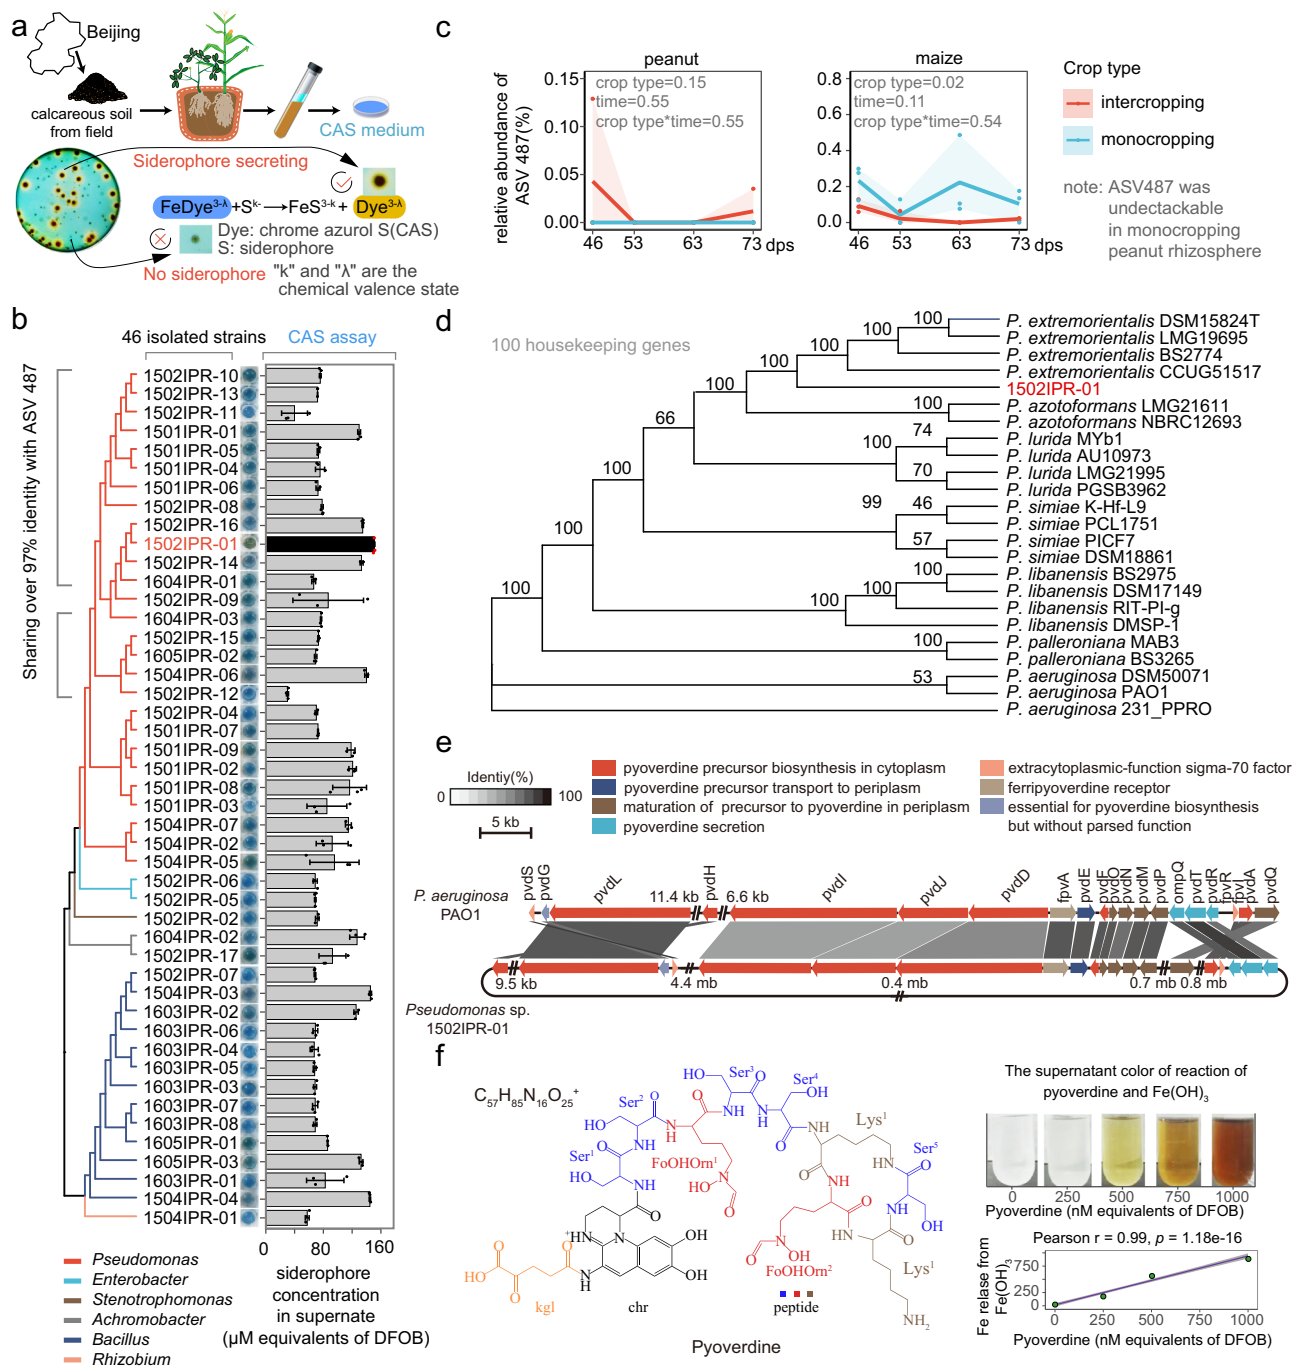 a
Beijing
calcareous soil
from field
CAS medium
Siderophore secreting
FeDye3-λ+Sk-→FeS3-k+ Dye3-λ
Dye: chrome azurol S(CAS)
S: siderophore
No siderophore
"k" and "λ" are the
chemical valence state
b
46 isolated strains
CAS assay
Sharing over 97% identity with ASV 487
1502IPR-10
1502IPR-13
1502IPR-11
1501IPR-01
1501IPR-05
1501IPR-04
1501IPR-06
1502IPR-08
1502IPR-16
1502IPR-01
1502IPR-14
1604IPR-01
1502IPR-09
1604IPR-03
1502IPR-15
1605IPR-02
1504IPR-06
1502IPR-12
1502IPR-04
1501IPR-07
1501IPR-09
1501IPR-02
1501IPR-08
1501IPR-03
1504IPR-07
1504IPR-02
1504IPR-05
1502IPR-06
1502IPR-05
1502IPR-02
1604IPR-02
1502IPR-17
1502IPR-07
1504IPR-03
1603IPR-02
1603IPR-06
1603IPR-04
1603IPR-05
1603IPR-03
1603IPR-07
1603IPR-08
1605IPR-01
1605IPR-03
1603IPR-01
1504IPR-04
1504IPR-01
0 80 160
siderophore
concentration
in supernate
(μM equivalents of DFOB)
Pseudomonas
Enterobacter
Stenotrophomonas
Achromobacter
Bacillus
Rhizobium
c
relative abundance of
ASV 487(%)
peanut
0.15
0.10
0.05
0.00
crop type=0.15
time=0.55
crop type*time=0.55
46 53 63 73 dps
maize
0.8
0.6
0.4
0.2
0.0
crop type=0.02
time=0.11
crop type*time=0.54
46 53 63 73 dps
Crop type
intercropping
monocropping
note: ASV487 was
undectackable
in monocropping
peanut rhizosphere
d
100 housekeeping genes
100
100
100
100
100
66
100
100
74
100
70
99
46
57
100
100
100
100
100
100
53
P. extremorientalis DSM15824T
P. extremorientalis LMG19695
P. extremorientalis BS2774
P. extremorientalis CCUG51517
1502IPR-01
P. azotoformans LMG21611
P. azotoformans NBRC12693
P. lurida MYb1
P. lurida AU10973
P. lurida LMG21995
P. lurida PGSB3962
P. simiae K-Hf-L9
P. simiae PCL1751
P. simiae PICF7
P. simiae DSM18861
P. libanensis BS2975
P. libanensis DSM17149
P. libanensis RIT-PI-g
P. libanensis DMSP-1
P. palleroniana MAB3
P. palleroniana BS3265
P. aeruginosa DSM50071
P. aeruginosa PAO1
P. aeruginosa 231_PPRO
e
Identiy(%)
0 100
5 kb
pyoverdine precursor biosynthesis in cytoplasm
pyoverdine precursor transport to periplasm
maturation of precursor to pyoverdine in periplasm
pyoverdine secretion
extracytoplasmic-function sigma-70 factor
ferripyoverdine receptor
essential for pyoverdine biosynthesis
but without parsed function
P. aeruginosa
PAO1
pvdS
pvdG
pvdL
11.4 kb
pvdH
6.6 kb
pvdI
pvdJ
pvdD
fpvA
pvdE
pvdF
pvdO
pvdN
pvdM
pvdP
ompQ
pvdT
pvdR
fpvR
fpvI
pvdA
pvdQ
9.5 kb 4.4 mb 0.4 mb 0.7 mb 0.8 mb
Pseudomonas sp.
1502IPR-01
f
C57H85N16O25+
Ser1
Ser2
Ser3
Ser4
Ser5
Lys1
Lys1
FoOHOrn1
FoOHOrn2
kgl
chr
peptide
Pyoverdine
The supernatant color of reaction of
pyoverdine and Fe(OH)3
0 250 500 750 1000
Pyoverdine (nM equivalents of DFOB)
Pearson r = 0.99, p = 1.18e-16
Fe relase from
Fe(OH)3
750
250
0
0 250 500 750 1000
Pyoverdine (nM equivalents of DFOB)